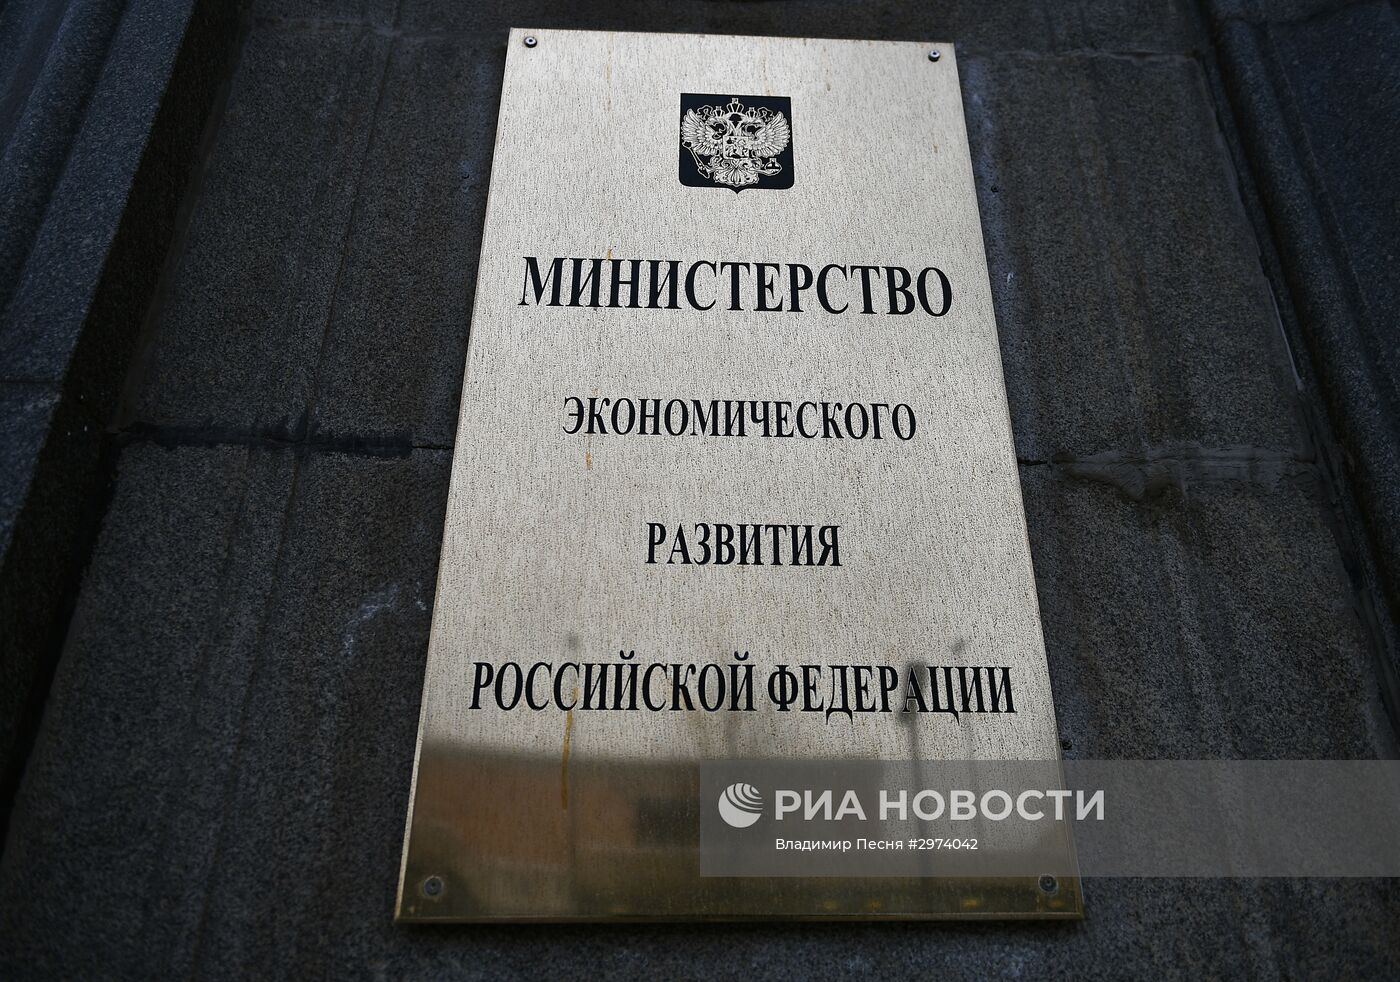 МИНИСТЕРСТВО
ЭКОНОМИЧЕСКОГО
РАЗВИТИЯ
РОССИЙСКОЙ ФЕДЕРАЦИИ
РИА НОВОСТИ
Владимир Песня #2974042